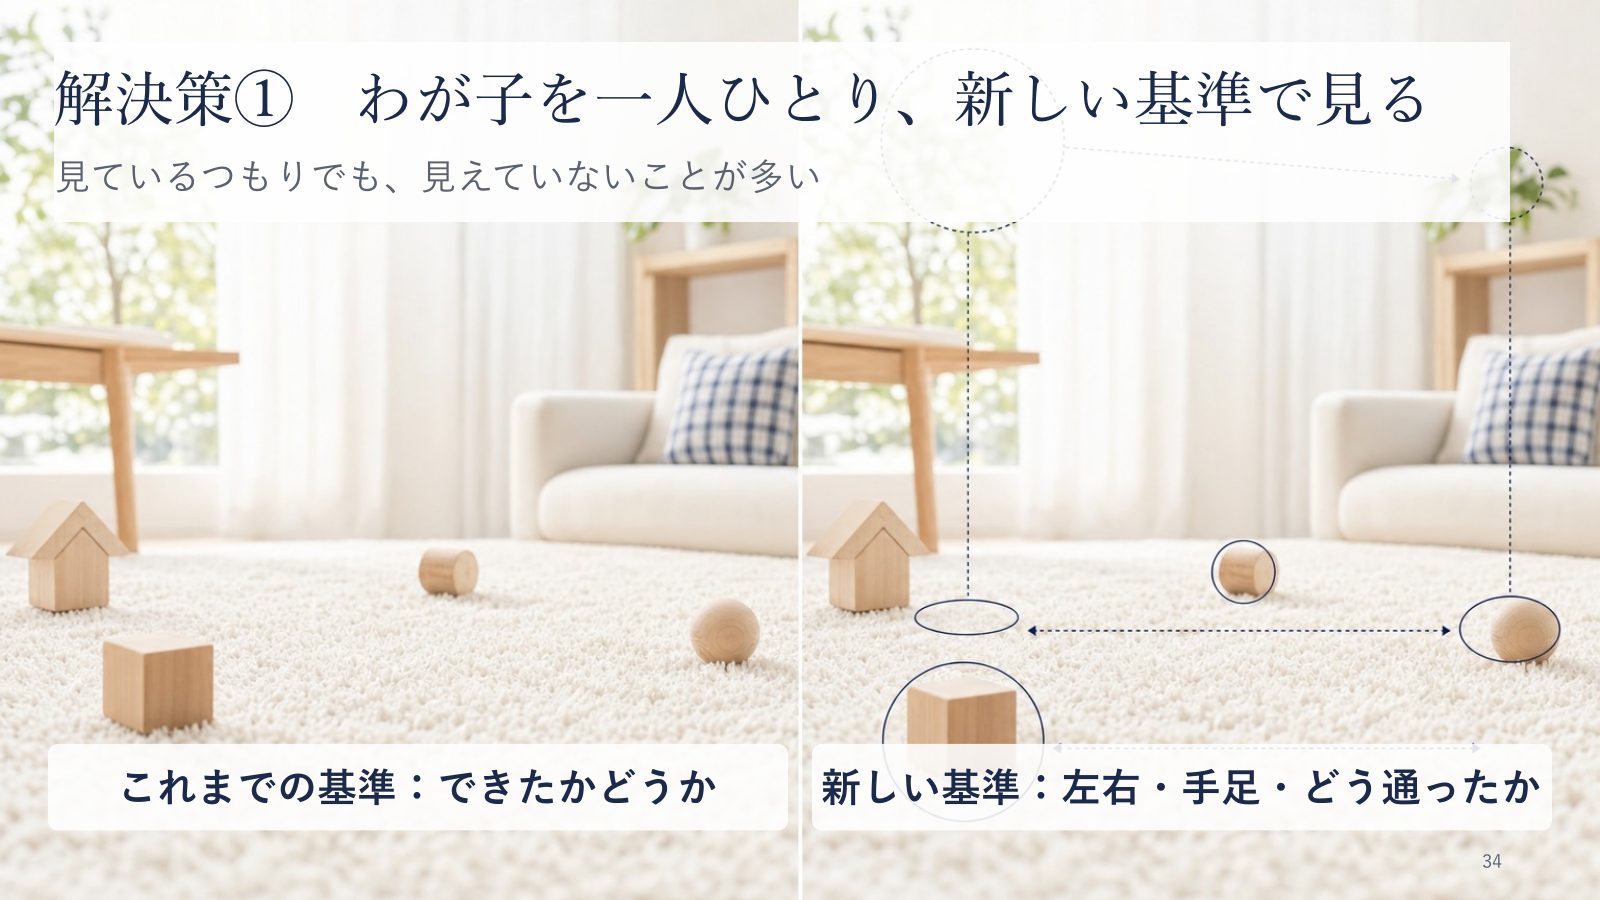 解決策①　わが子を一人ひとり、新しい基準で見る
見ているつもりでも、見えていないことが多い
これまでの基準：できたかどうか
新しい基準：左右・手足・どう通ったか
34